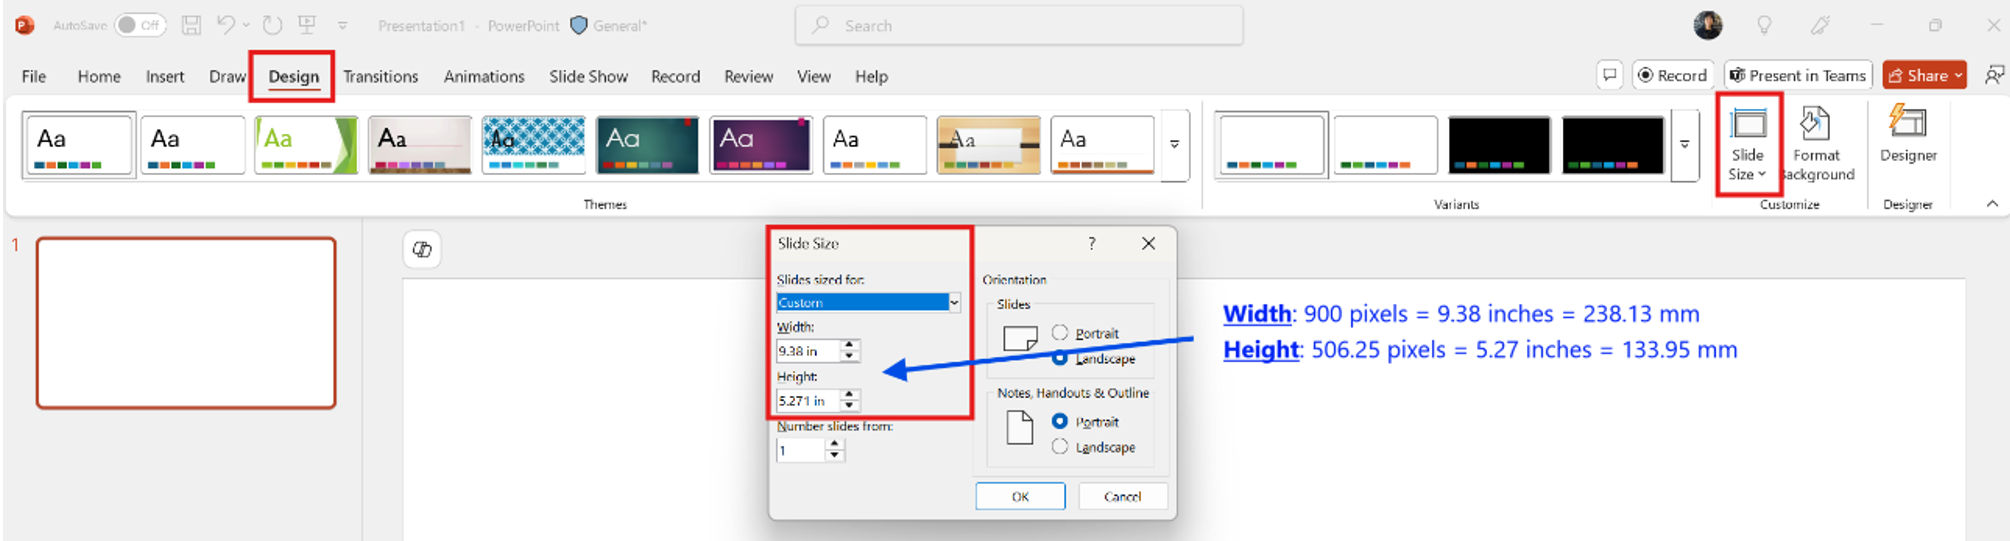 AutoSave Off Presentation1 - PowerPoint General* Search
File Home Insert Draw Design Transitions Animations Slide Show Record Review View Help Record Present in Teams Share
Aa Aa Aa Aa Aa Aa Aa Aa Aa Aa
Slide Size Format Background Designer
Themes Variants Customize Designer
1
Slide Size ?
Slides sized for:
Custom
Width:
9.38 in
Height:
5.271 in
Number slides from:
1
Orientation
Slides
Portrait
Landscape
Notes, Handouts & Outline
Portrait
Landscape
OK Cancel
Width: 900 pixels = 9.38 inches = 238.13 mm
Height: 506.25 pixels = 5.27 inches = 133.95 mm